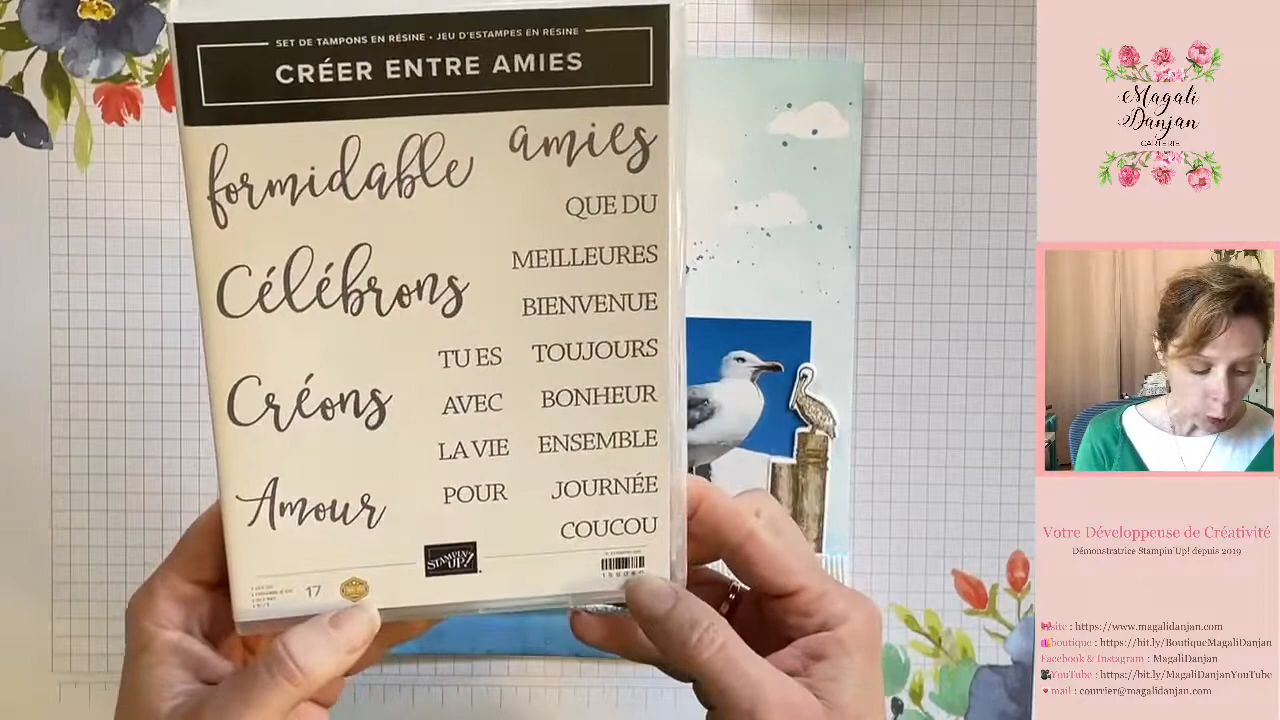 SET DE TAMPONS EN RÉSINE • JEU D'ESTAMPES EN RÉSINE
CRÉER ENTRE AMIES
formidable
amies
QUE DU
MEILLEURES
Célébrons
BIENVENUE
TU ES
TOUJOURS
Créons
AVEC
BONHEUR
LA VIE
ENSEMBLE
Amour
POUR
JOURNÉE
COUCOU
STAMPIN' UP!
17
Magali
Danjan
CARTERIE
Votre Développeuse de Créativité
Démonstratrice Stampin Up! depuis 2019
site : https://www.magalidanjan.com
Boutique : https://bit.ly/BoutiqueMagaliDanjan
Facebook & Instagram : MagaliDanjan
YouTube : https://bit.ly/MagaliDanjanYouTube
mail : courrier@magalidanjan.com